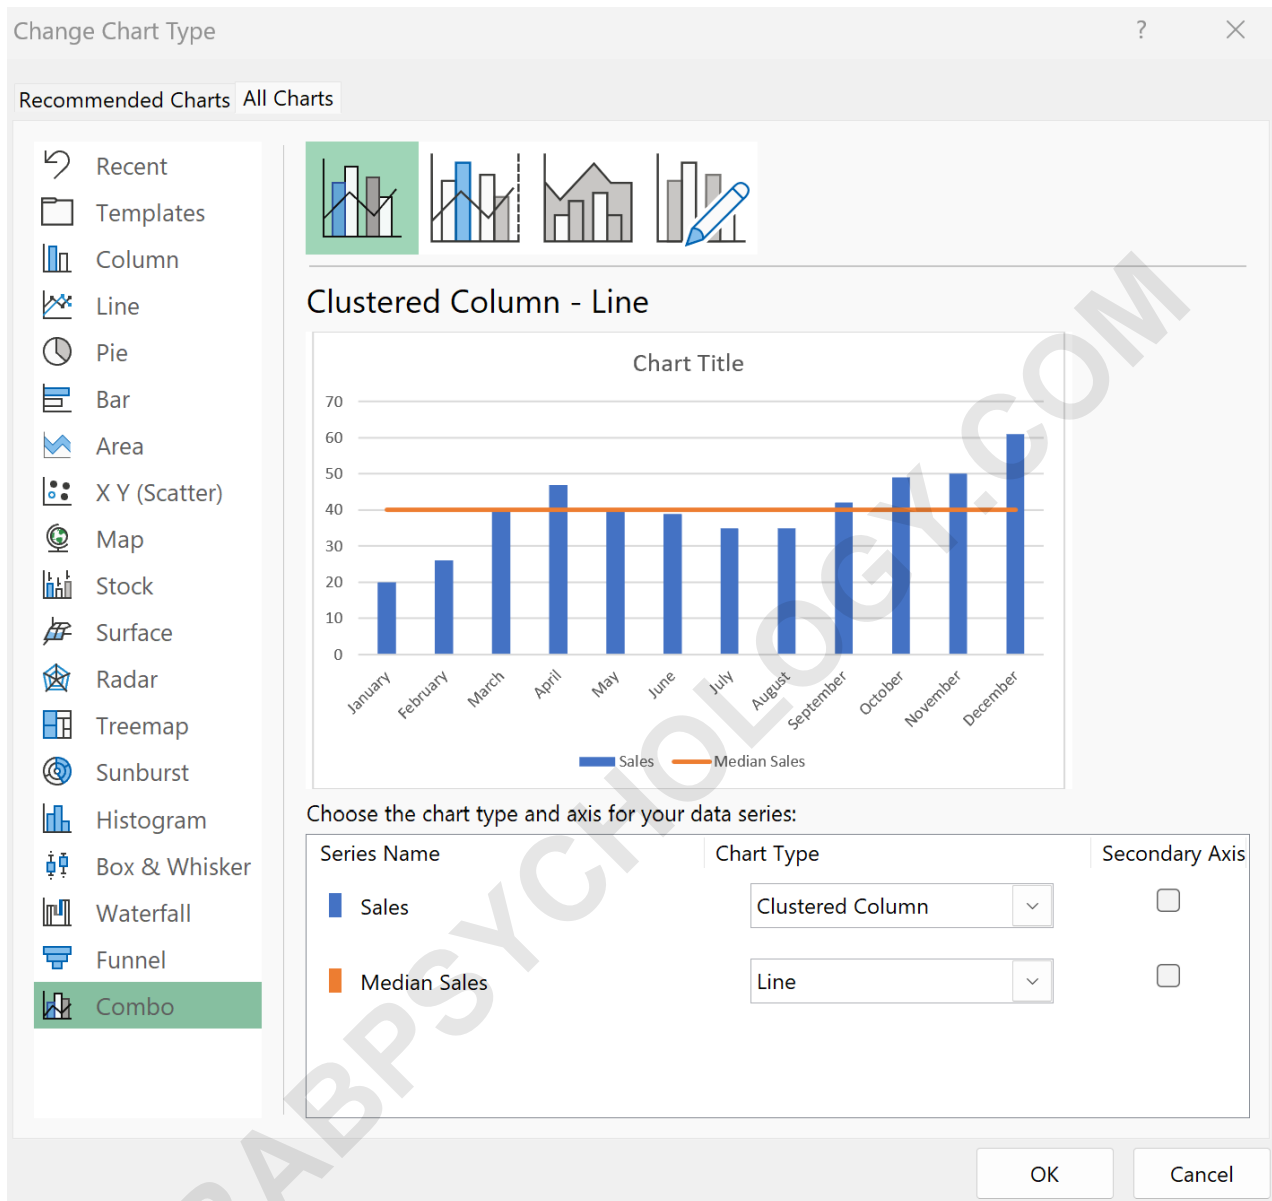 Change Chart Type
?
Recommended Charts
All Charts
Recent
Templates
Column
Line
Pie
Bar
Area
X Y (Scatter)
Map
Stock
Surface
Radar
Treemap
Sunburst
Histogram
Box & Whisker
Waterfall
Funnel
Combo
Clustered Column - Line
Chart Title
70
60
50
40
30
20
10
0
January
February
March
April
May
June
July
August
September
October
November
December
Sales
Median Sales
Choose the chart type and axis for your data series:
Series Name
Chart Type
Secondary Axis
Sales
Clustered Column
Median Sales
Line
OK
Cancel
RABPSYCHOLOGY.COM